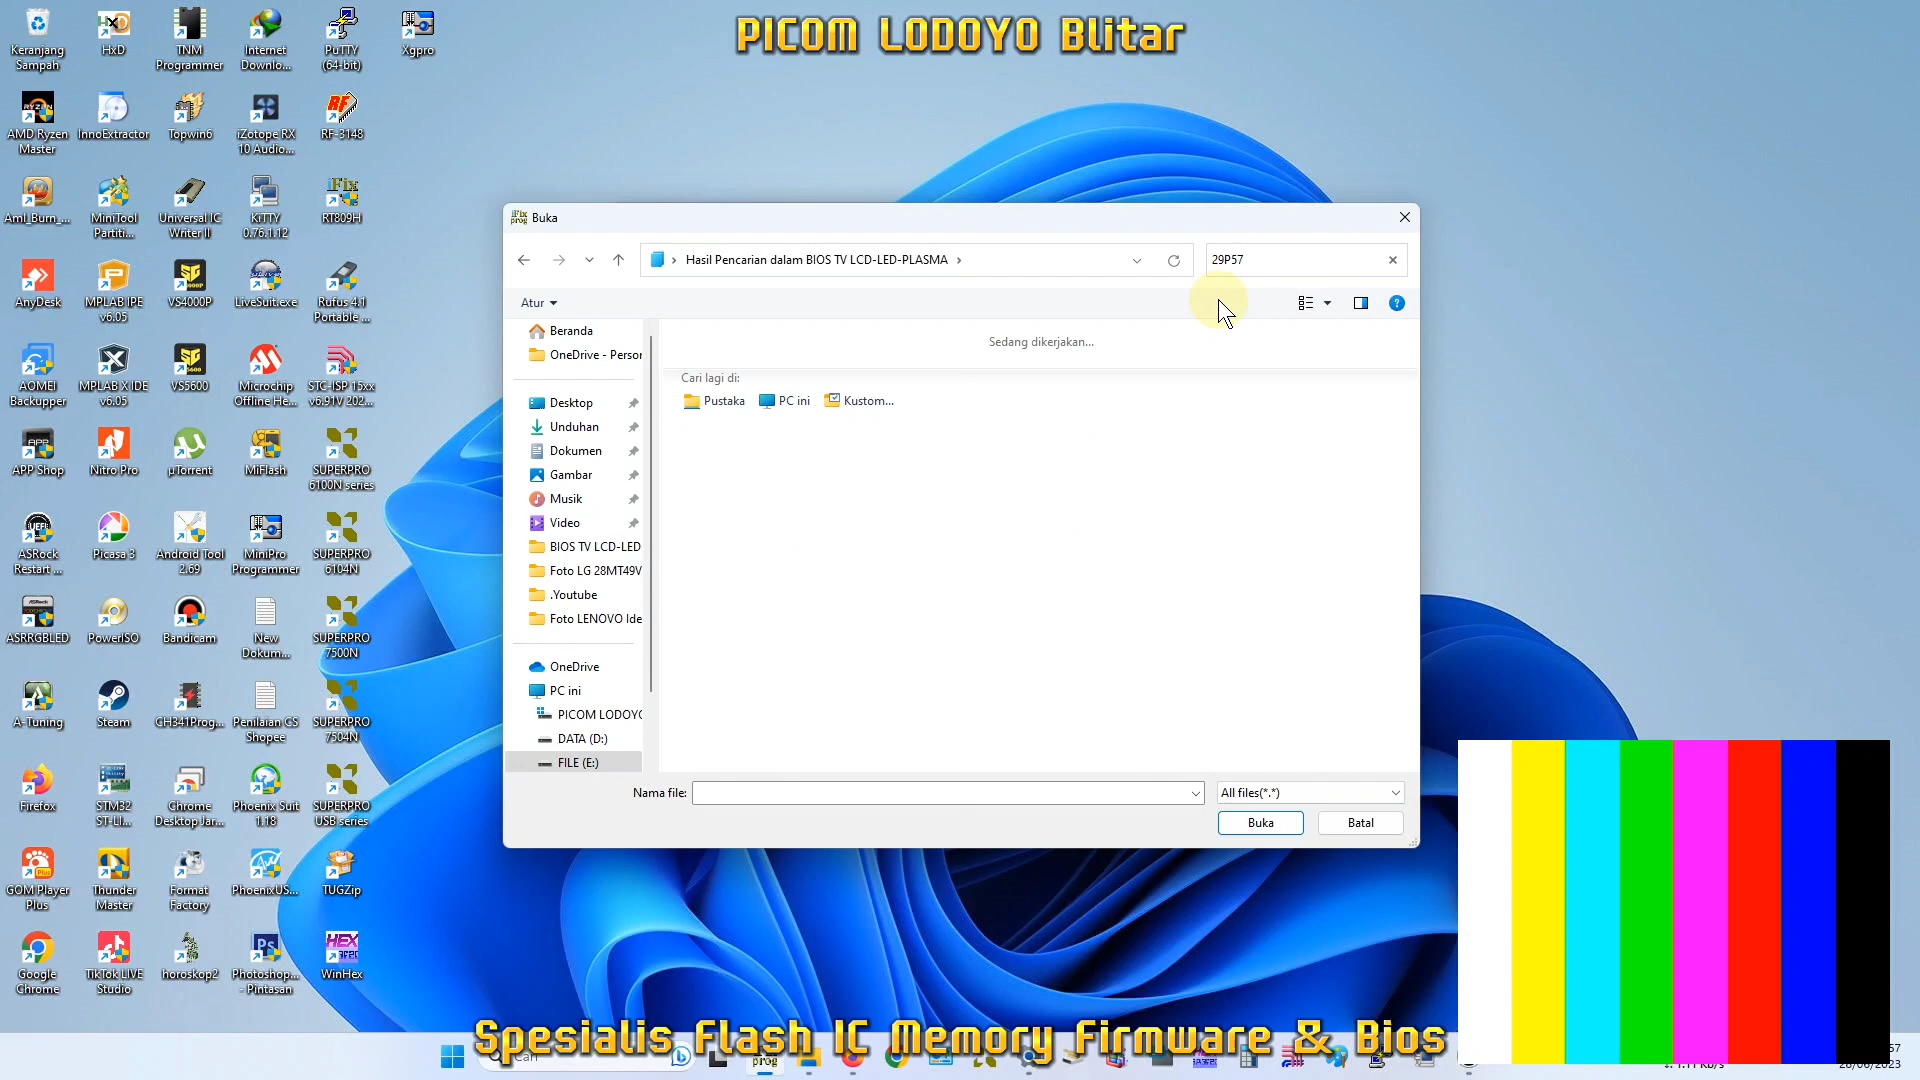 PICOM LODOYO Blitar
Keranjang Sampah
HxD
TNM Programmer
Internet Downlo...
PuTTY (64-bit)
Xgpro
AMD Ryzen Master
InnoExtractor
Topwin6
iZotope RX 10 Audio...
RF-3148
Aml_Burn_...
MiniTool Partiti...
Universal IC Writer II
KiTTY 0.76.1.12
RT809H
AnyDesk
MPLAB IPE v6.05
VS4000P
LiveSuit.exe
Rufus 4.1 Portable ...
AOMEI Backupper
MPLAB X IDE v6.05
VS5600
Microchip Offline He...
STC-ISP 15xx v6.91V 202...
APP Shop
Nitro Pro
µTorrent
MiFlash
SUPERPRO 6100N series
ASRock Restart ...
Picasa 3
Android Tool 2.69
MiniPro Programmer
SUPERPRO 6104N
ASRRGBLED
PowerISO
Bandicam
New Dokum...
SUPERPRO 7500N
A-Tuning
Steam
CH341Prog...
Penilaian CS Shopee
SUPERPRO 7504N
Firefox
STM32 ST-LI...
Chrome Desktop Jar...
Phoenix Suit 1.18
SUPERPRO USB series
GOM Player Plus
Thunder Master
Format Factory
PhoenixUS...
TUGZip
Google Chrome
TikTok LIVE Studio
horoskop2
Photoshop... - Pintasan
WinHex
Buka
Hasil Pencarian dalam BIOS TV LCD-LED-PLASMA
29P57
Atur
Beranda
OneDrive - Person
Desktop
Unduhan
Dokumen
Gambar
Musik
Video
BIOS TV LCD-LED
Foto LG 28MT49V
.Youtube
Foto LENOVO Ide
OneDrive
PC ini
PICOM LODOYO
DATA (D:)
FILE (E:)
Sedang dikerjakan...
Cari lagi di:
Pustaka
PC ini
Kustom...
Nama file:
All files(*.*)
Buka
Batal
Spesialis Flash IC Memory Firmware & Bios
Cari